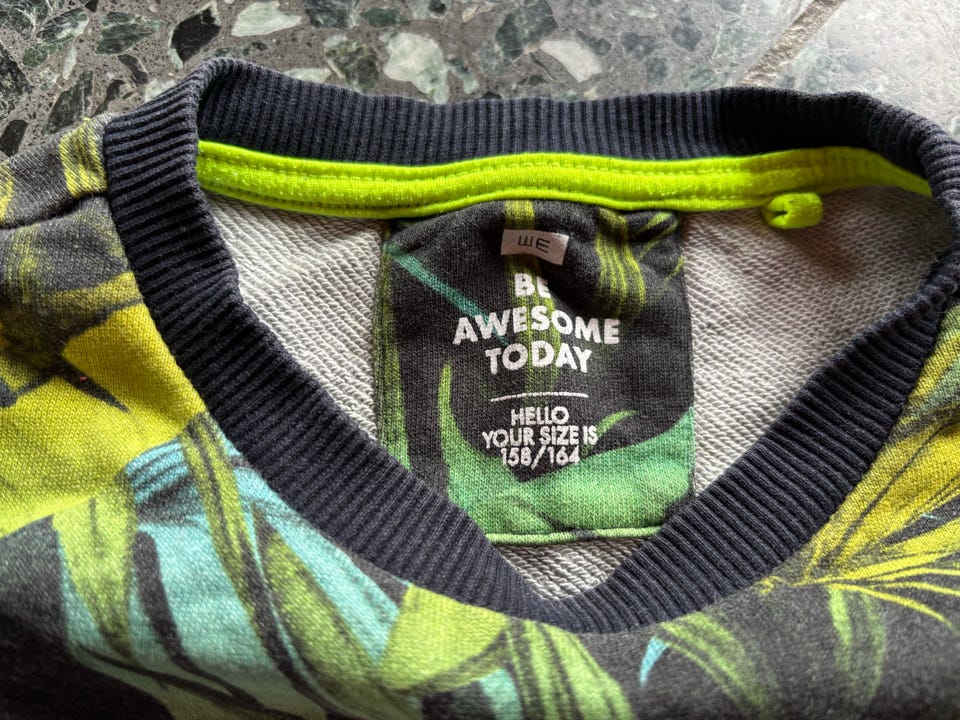 WE
BE
AWESOME
TODAY
HELLO
YOUR SIZE IS
158/164